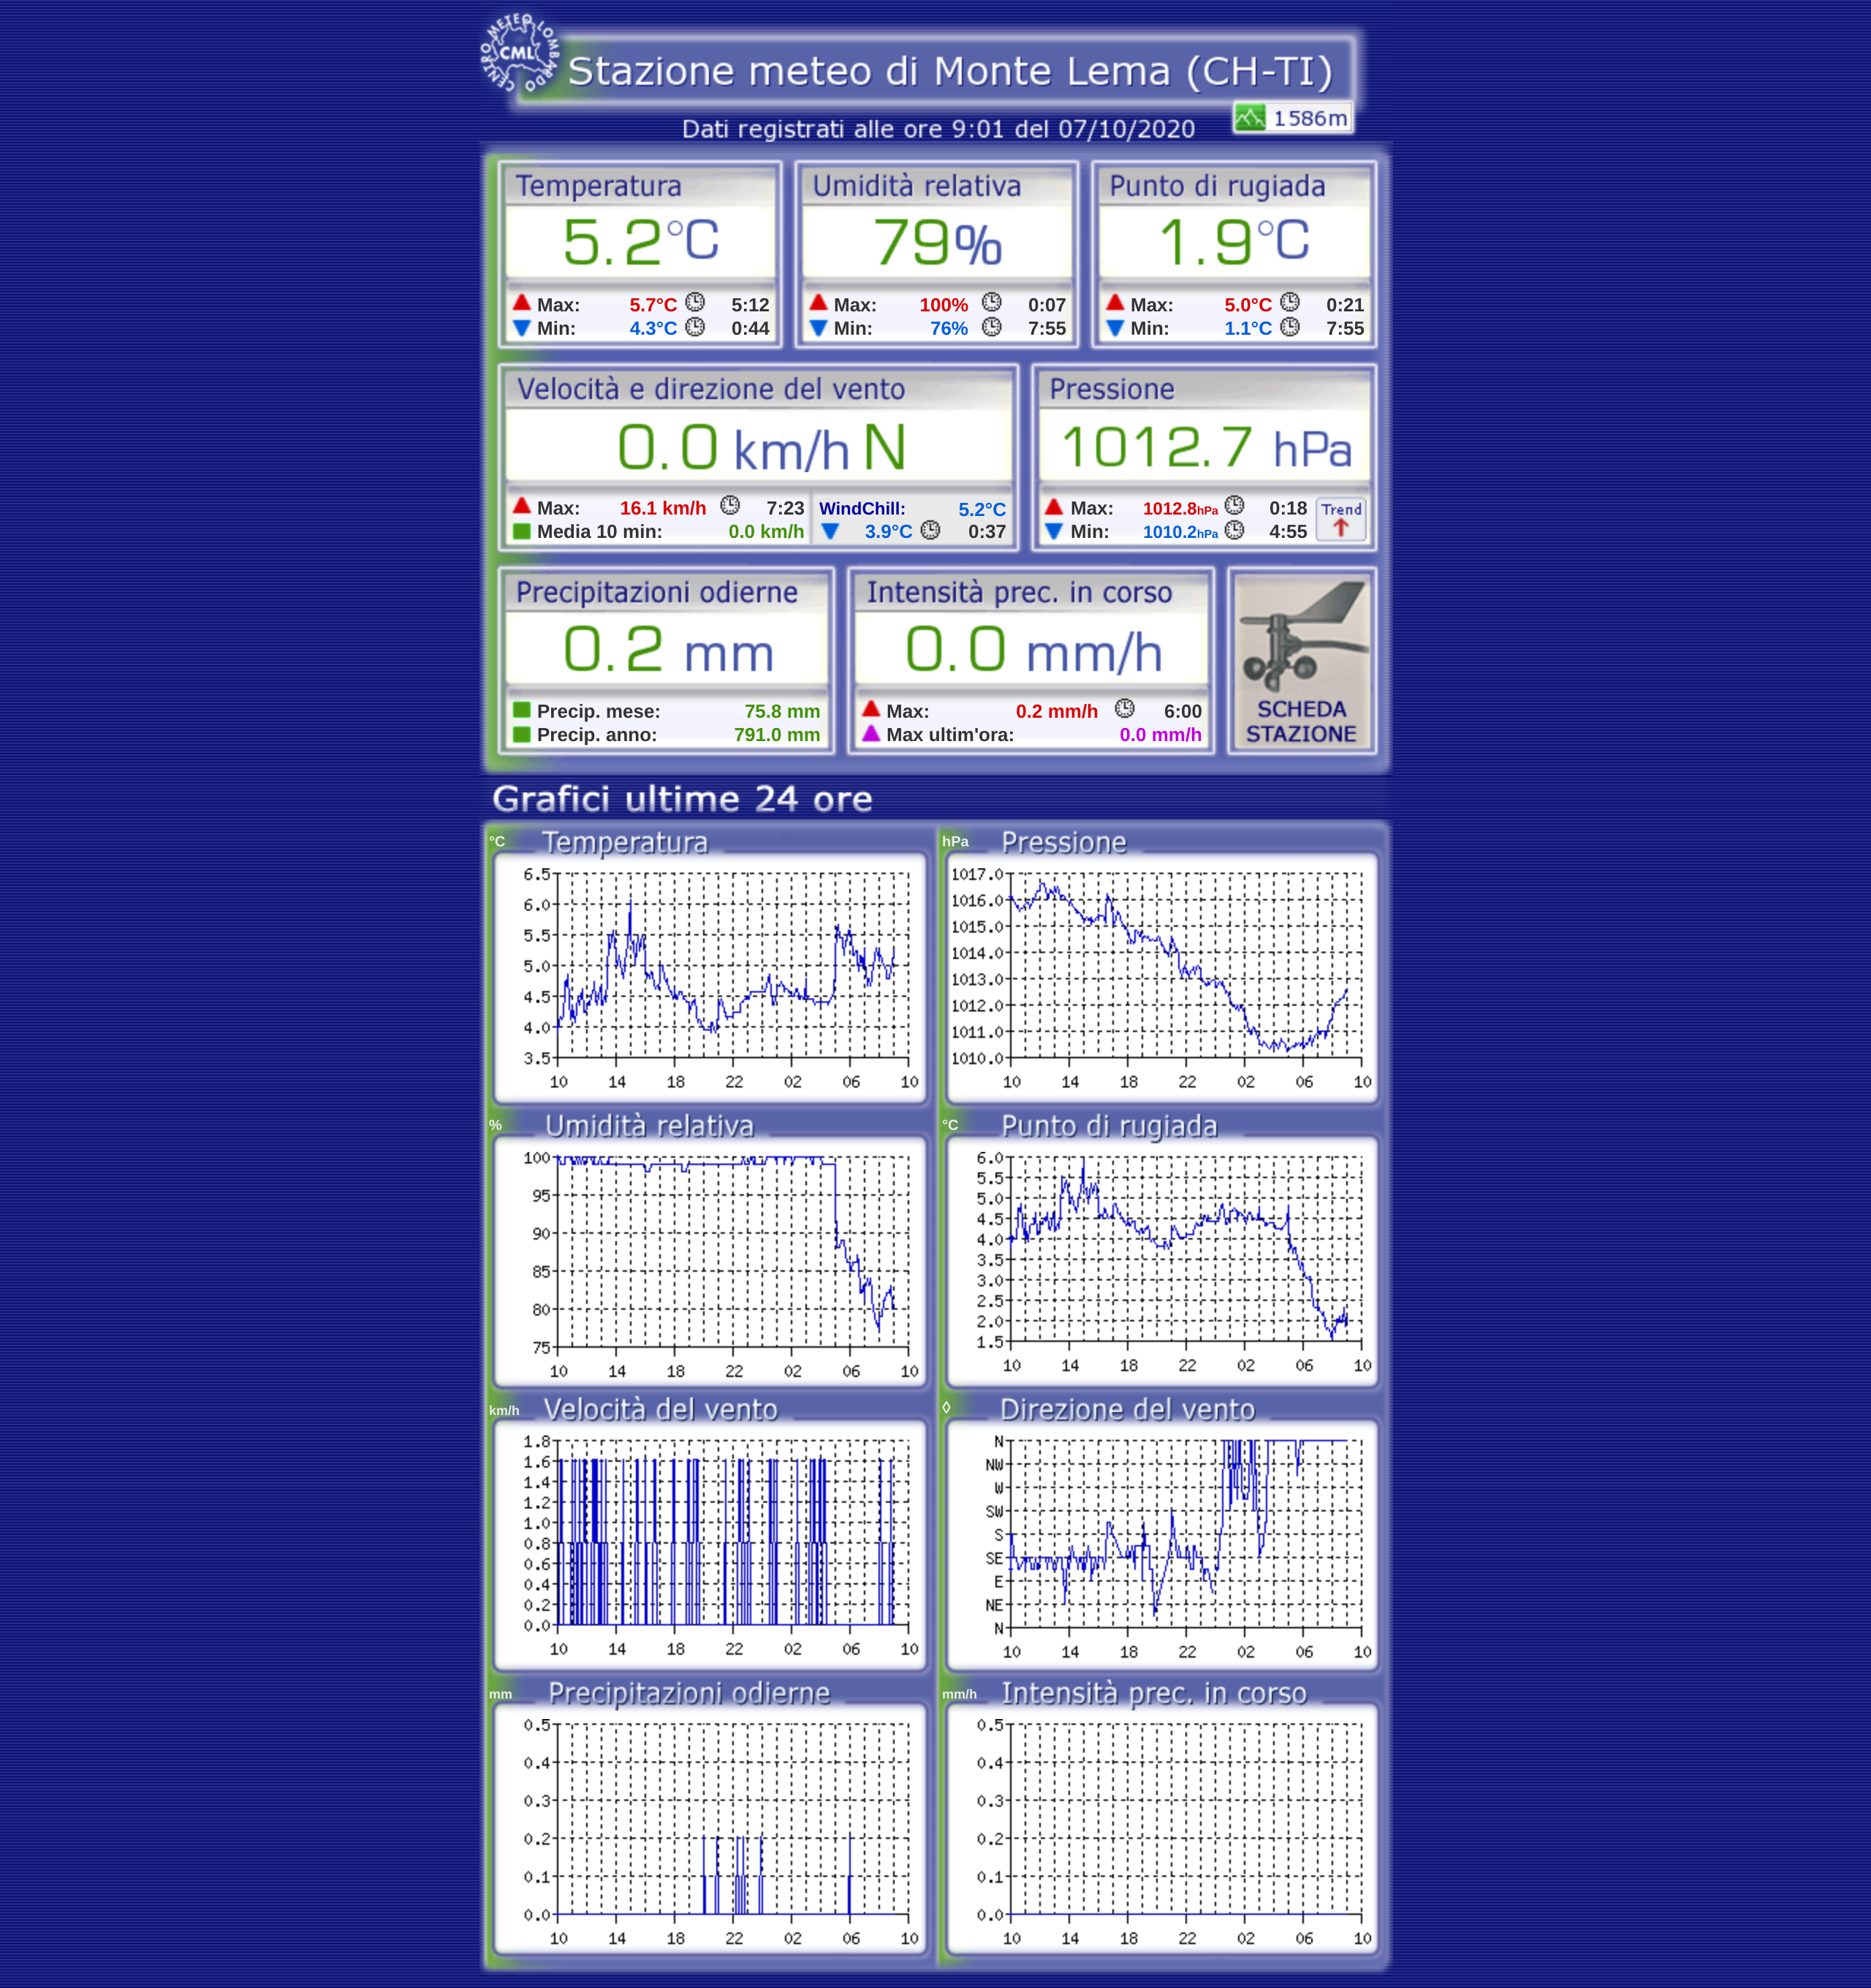 CENTRO METEO LOMBARDO
CML
Stazione meteo di Monte Lema (CH-TI)
1586m
Dati registrati alle ore 9:01 del 07/10/2020
Temperatura Umidità relativa Punto di rugiada
5.2°C 79% 1.9°C
Max: 5.7°C 5:12 Max: 100% 0:07 Max: 5.0°C 0:21
Min: 4.3°C 0:44 Min: 76% 7:55 Min: 1.1°C 7:55
Velocità e direzione del vento Pressione
0.0 km/h N 1012.7 hPa
Max: 16.1 km/h 7:23 WindChill: 5.2°C Max: 1012.8hPa 0:18 Trend
Media 10 min: 0.0 km/h 3.9°C 0:37 Min: 1010.2hPa 4:55
Precipitazioni odierne Intensità prec. in corso
0.2 mm 0.0 mm/h
Precip. mese: 75.8 mm Max: 0.2 mm/h 6:00 SCHEDA
Precip. anno: 791.0 mm Max ultim'ora: 0.0 mm/h STAZIONE
Grafici ultime 24 ore
°C Temperatura
6.5
6.0
5.5
5.0
4.5
4.0
3.5
10 14 18 22 02 06 10
hPa Pressione
1017.0
1016.0
1015.0
1014.0
1013.0
1012.0
1011.0
1010.0
10 14 18 22 02 06 10
% Umidità relativa
100
95
90
85
80
75
10 14 18 22 02 06 10
°C Punto di rugiada
6.0
5.5
5.0
4.5
4.0
3.5
3.0
2.5
2.0
1.5
10 14 18 22 02 06 10
km/h Velocità del vento
1.8
1.6
1.4
1.2
1.0
0.8
0.6
0.4
0.2
0.0
10 14 18 22 02 06 10
◊ Direzione del vento
N
NW
W
SW
S
SE
E
NE
N
10 14 18 22 02 06 10
mm Precipitazioni odierne
0.5
0.4
0.3
0.2
0.1
0.0
10 14 18 22 02 06 10
mm/h Intensità prec. in corso
0.5
0.4
0.3
0.2
0.1
0.0
10 14 18 22 02 06 10